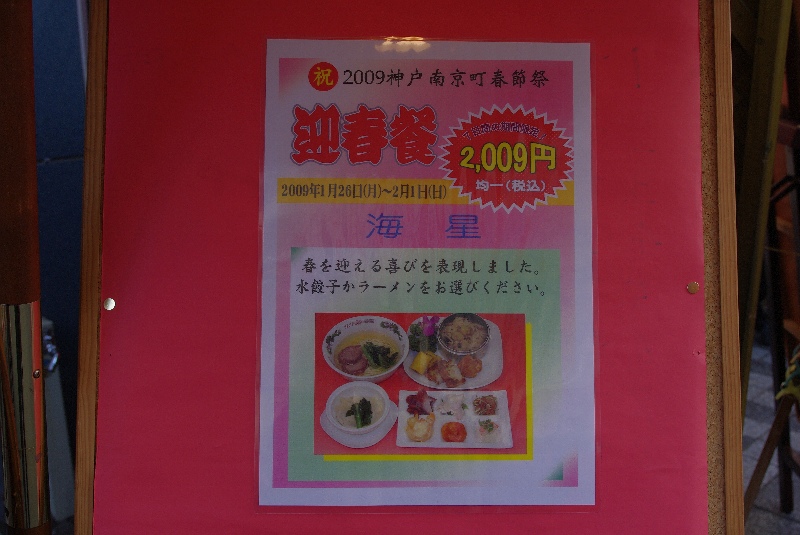 祝 2009神戸南京町春節祭
迎春餐
2,009円
均一(税込)
2009年1月26日(月)～2月1日(日)
海 星
春を迎える喜びを表現しました。
水餃子かラーメンをお選びください。